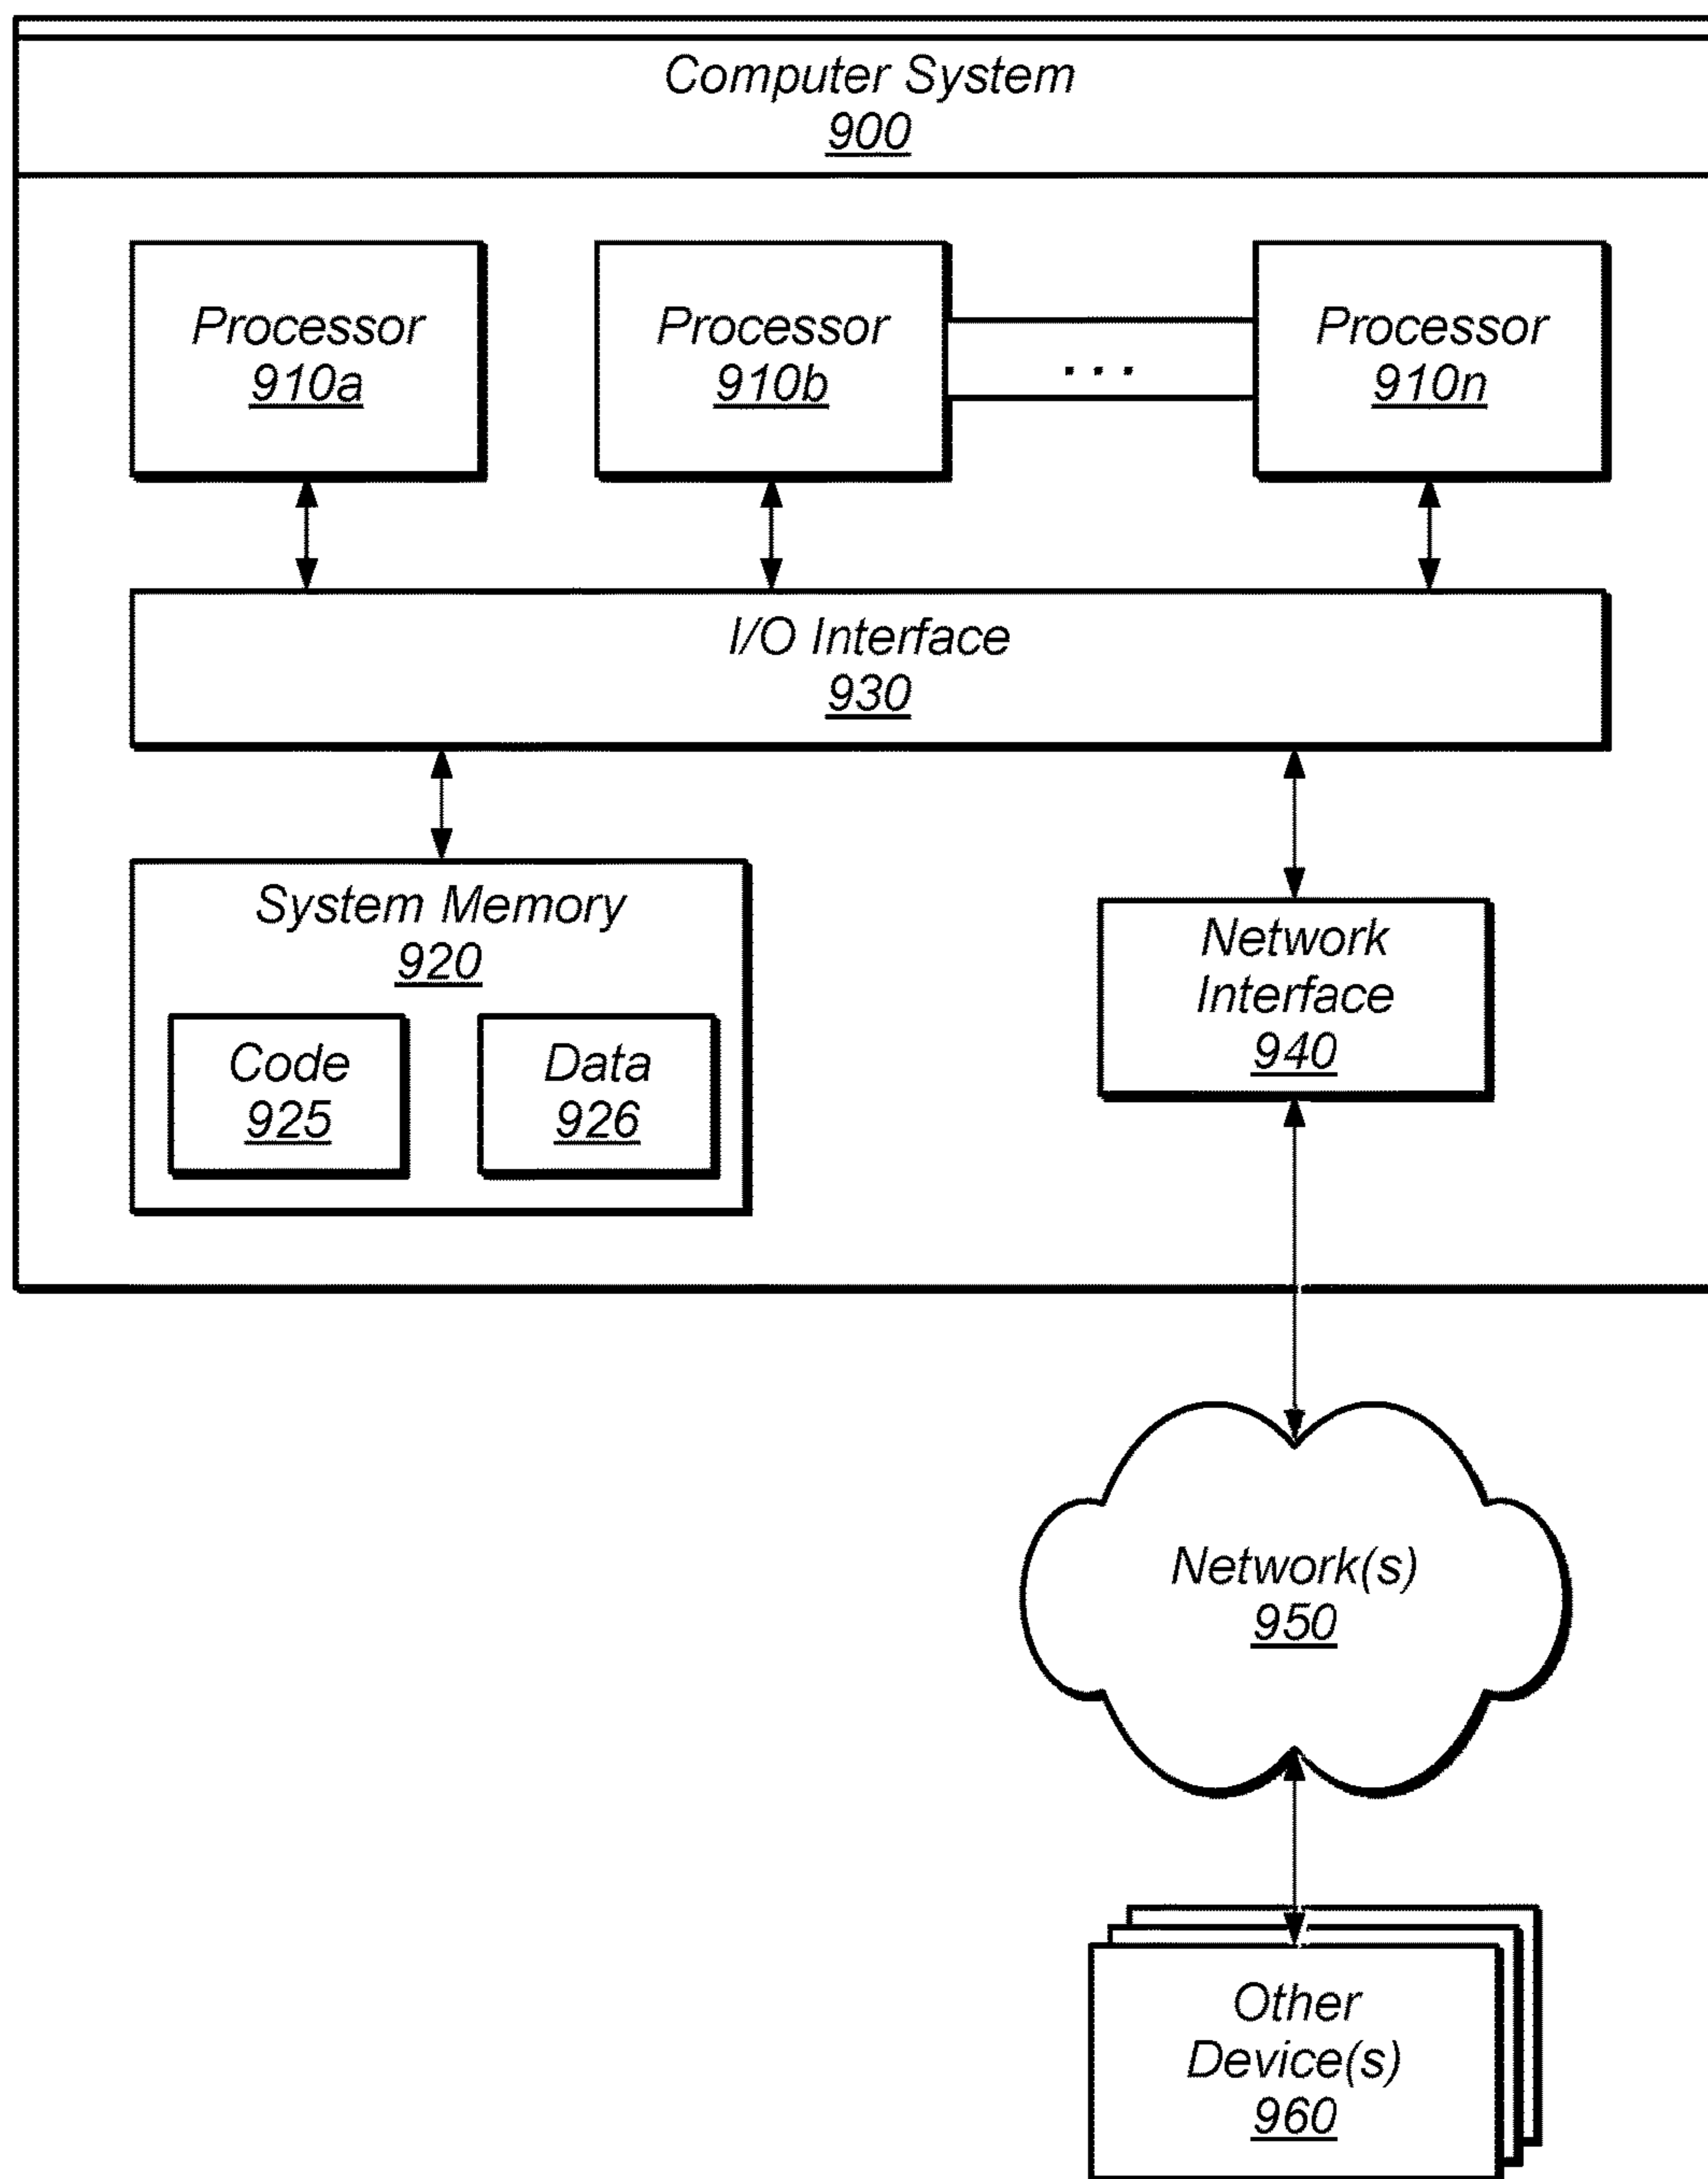 Computer System
900
Processor
910a
Processor
910b
...
Processor
910n
I/O Interface
930
System Memory
920
Code
925
Data
926
Network
Interface
940
Network(s)
950
Other
Device(s)
960